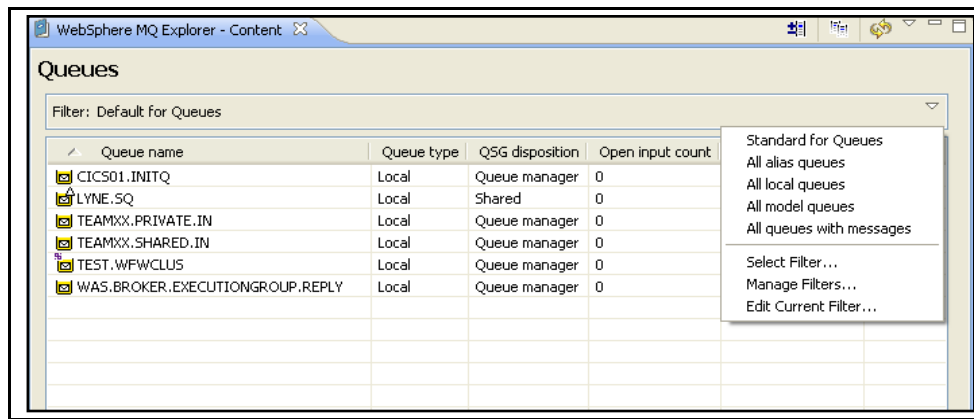 WebSphere MQ Explorer - Content
Queues
Filter: Default for Queues
Queue name Queue type QSG disposition Open input count
CICS01.INITQ Local Queue manager 0
LYNE.SQ Local Shared 0
TEAMXX.PRIVATE.IN Local Queue manager 0
TEAMXX.SHARED.IN Local Queue manager 0
TEST.WFWCLUS Local Queue manager 0
WAS.BROKER.EXECUTIONGROUP.REPLY Local Queue manager 0
Standard for Queues
All alias queues
All local queues
All model queues
All queues with messages
Select Filter...
Manage Filters...
Edit Current Filter...